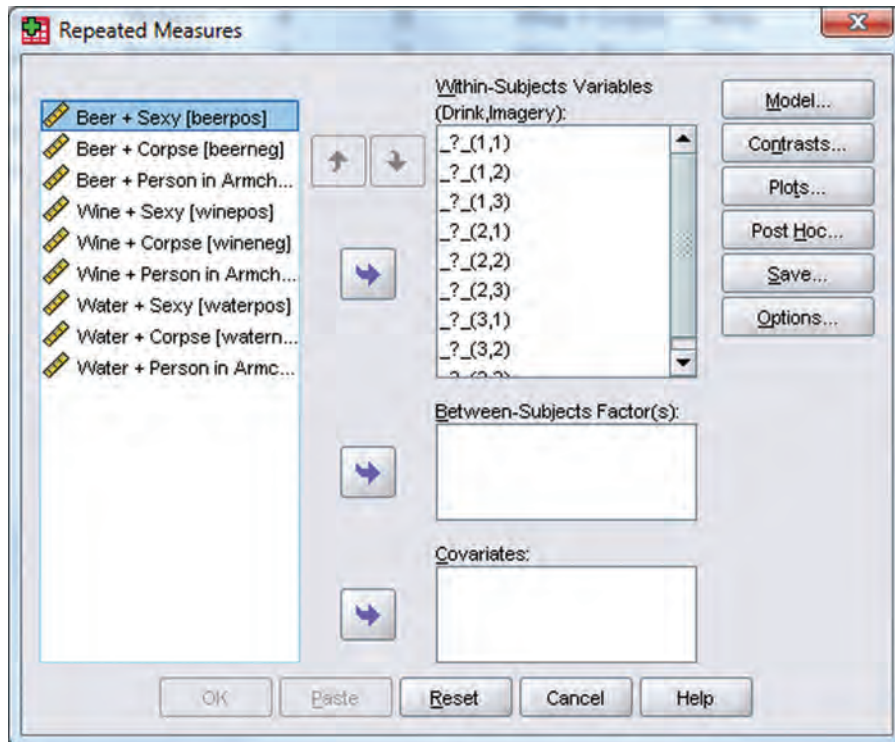 Repeated Measures
Beer + Sexy [beerpos]
Beer + Corpse [beerneg]
Beer + Person in Armch...
Wine + Sexy [winepos]
Wine + Corpse [wineneg]
Wine + Person in Armch...
Water + Sexy [waterpos]
Water + Corpse [watern...
Water + Person in Armc...
Within-Subjects Variables
(Drink,Imagery):
_?_(1,1)
_?_(1,2)
_?_(1,3)
_?_(2,1)
_?_(2,2)
_?_(2,3)
_?_(3,1)
_?_(3,2)
Between-Subjects Factor(s):
Covariates:
Model...
Contrasts...
Plots...
Post Hoc...
Save...
Options...
OK
Paste
Reset
Cancel
Help